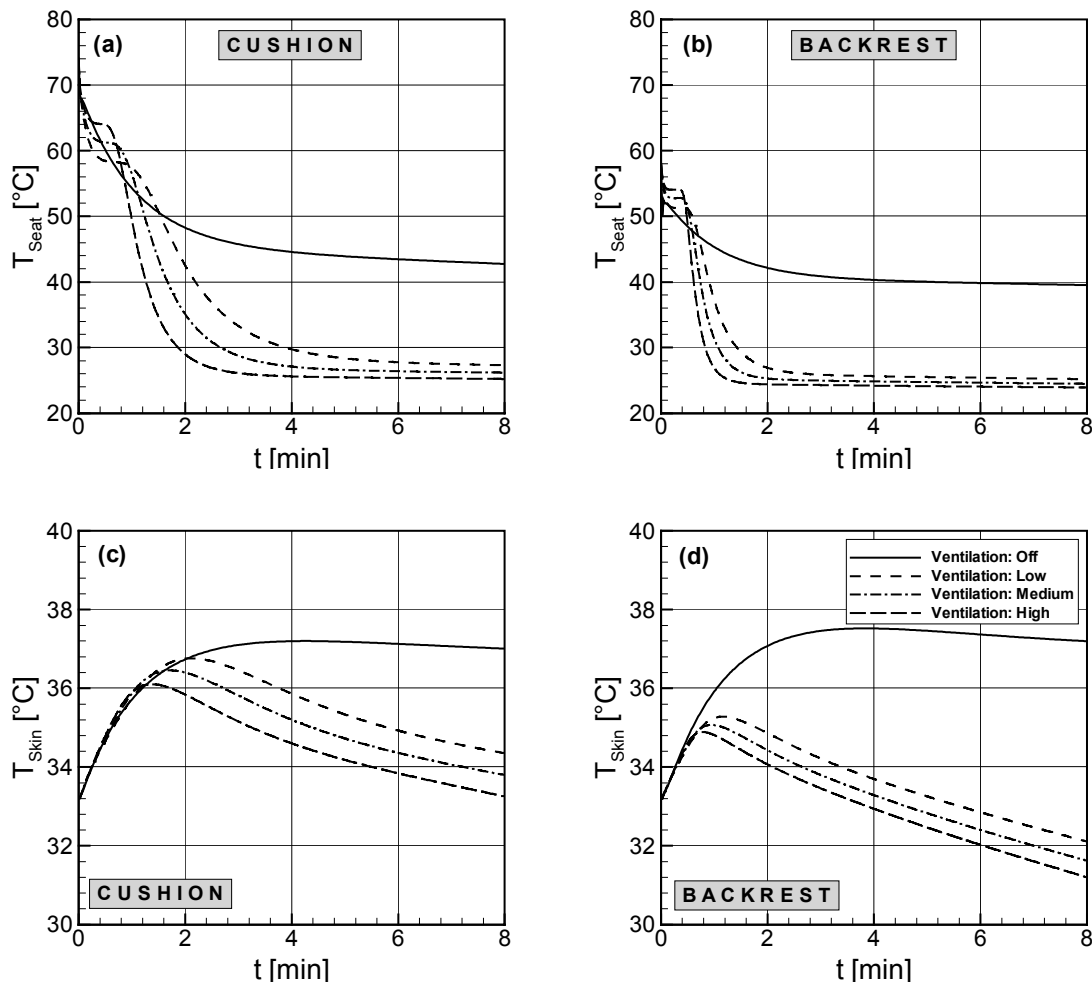 (a)
CUSHION
80
70
60
50
40
30
20
T_Seat [°C]
0 2 4 6 8
t [min]
(b)
BACKREST
80
70
60
50
40
30
20
T_Seat [°C]
0 2 4 6 8
t [min]
(c)
40
38
36
34
32
30
T_Skin [°C]
CUSHION
0 2 4 6 8
t [min]
(d)
Ventilation: Off
Ventilation: Low
Ventilation: Medium
Ventilation: High
40
38
36
34
32
30
T_Skin [°C]
BACKREST
0 2 4 6 8
t [min]